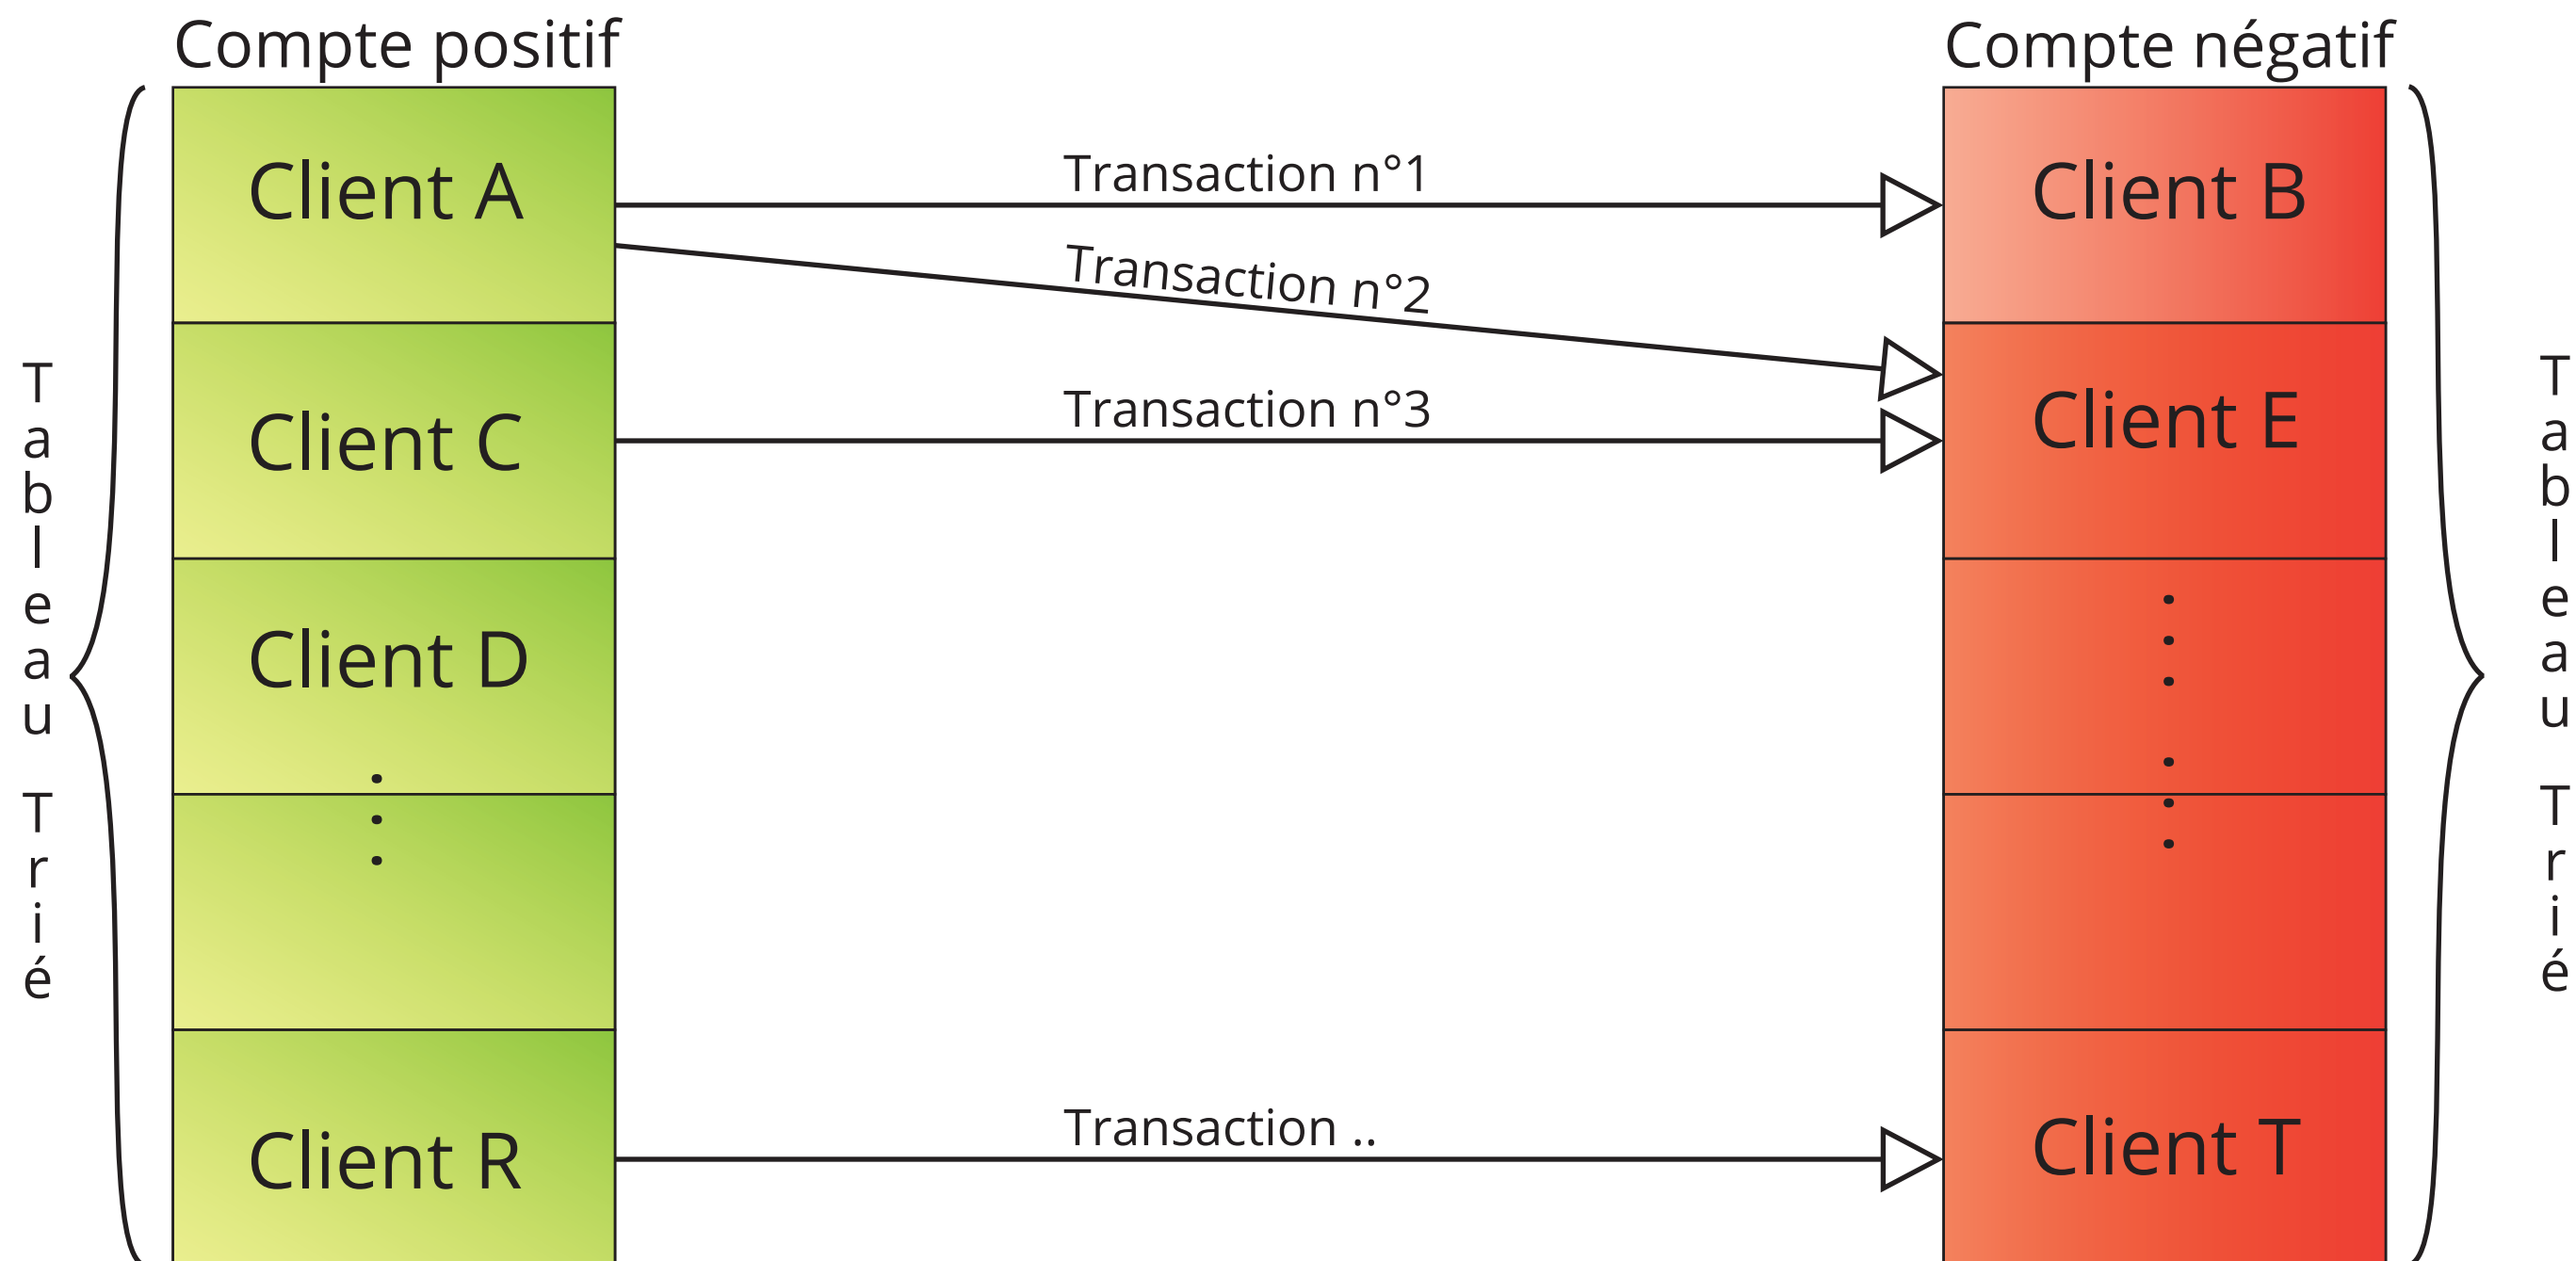 Compte positif
Compte négatif
Client A
Transaction n°1
Client B
Transaction n°2
Client C
Transaction n°3
Client E
Client D
Client R
Transaction ..
Client T
Tableau Trié
Tableau Trié